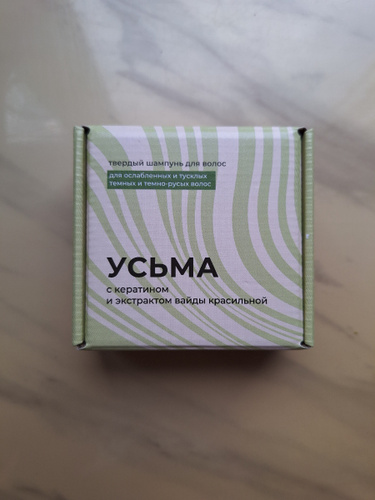 твердый шампунь для волос
для ослабленных и тусклых
темных и темно-русых волос
УСЬМА
с кератином
и экстрактом вайды красильной